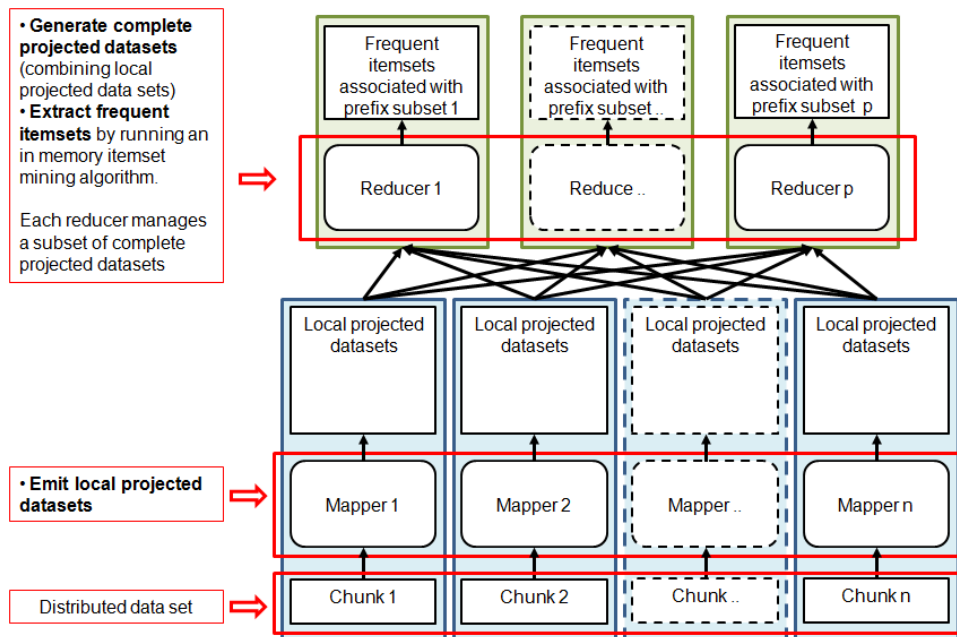 • Generate complete
projected datasets
(combining local
projected data sets)
• Extract frequent
itemsets by running an
in memory itemset
mining algorithm.
Each reducer manages
a subset of complete
projected datasets
Frequent
itemsets
associated with
prefix subset 1
Frequent
itemsets
associated with
prefix subset ..
Frequent
itemsets
associated with
prefix subset p
Reducer 1
Reduce ..
Reducer p
Local projected
datasets
Local projected
datasets
Local projected
datasets
Local projected
datasets
• Emit local projected
datasets
Mapper 1
Mapper 2
Mapper ..
Mapper n
Distributed data set
Chunk 1
Chunk 2
Chunk ..
Chunk n